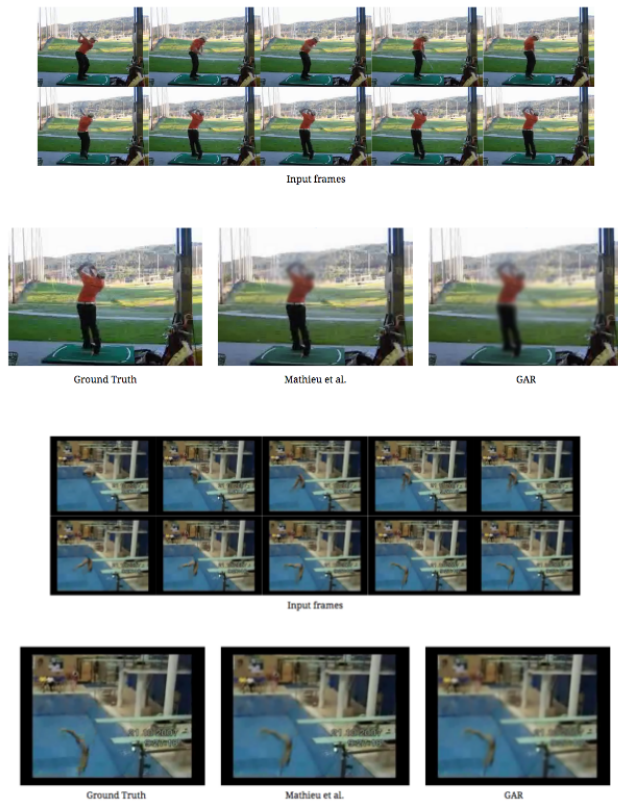 Input frames
Ground Truth
Mathieu et al.
GAR
Input frames
Ground Truth
Mathieu et al.
GAR